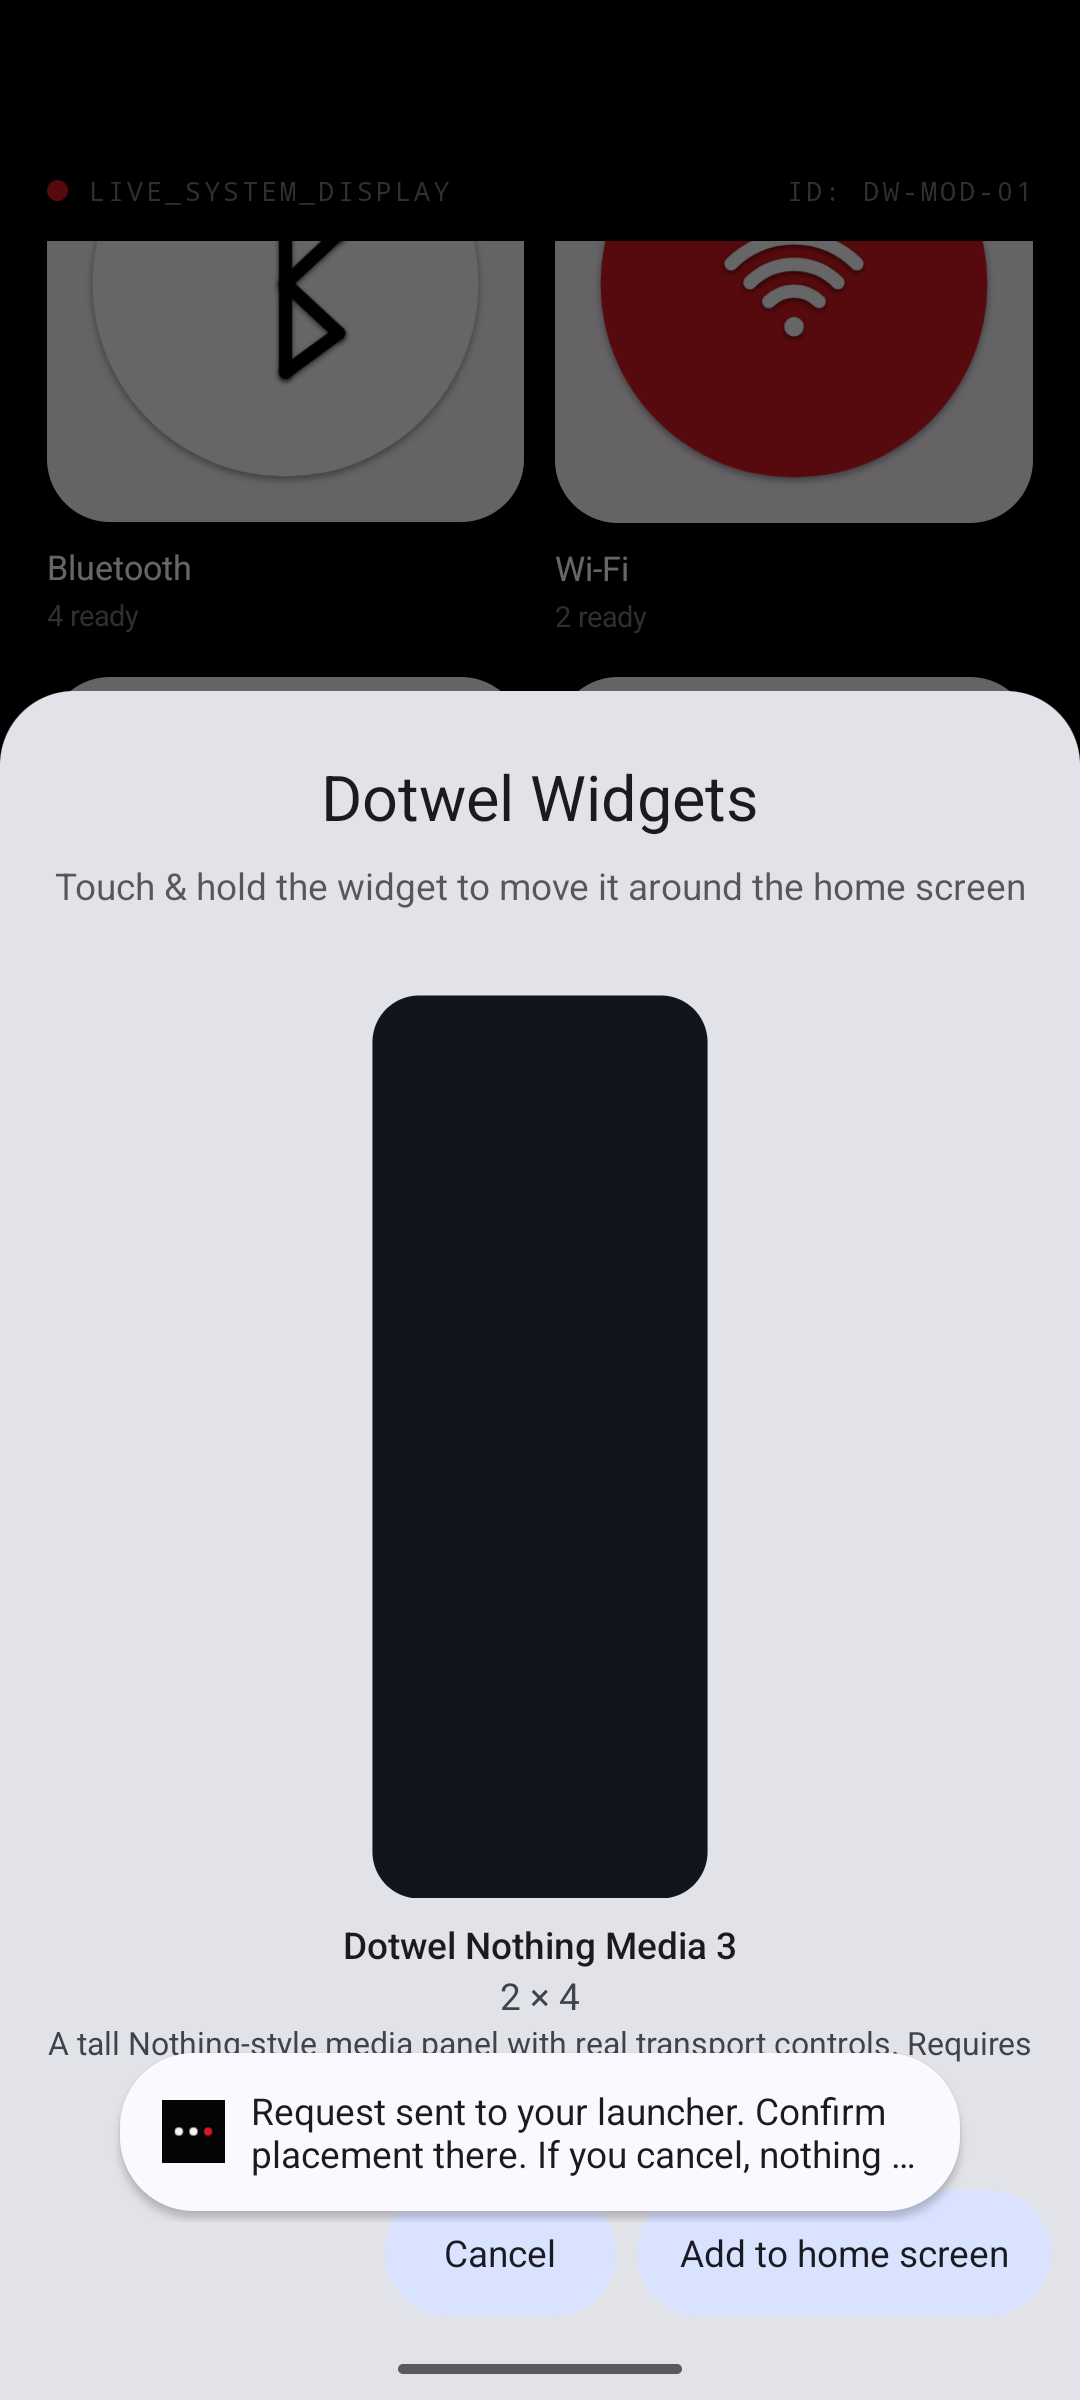 LIVE_SYSTEM_DISPLAY ID: DW-MOD-01
Bluetooth Wi-Fi
4 ready 2 ready
Dotwel Widgets
Touch & hold the widget to move it around the home screen
Dotwel Nothing Media 3
2 × 4
A tall Nothing-style media panel with real transport controls. Requires
Request sent to your launcher. Confirm
placement there. If you cancel, nothing ...
Cancel Add to home screen